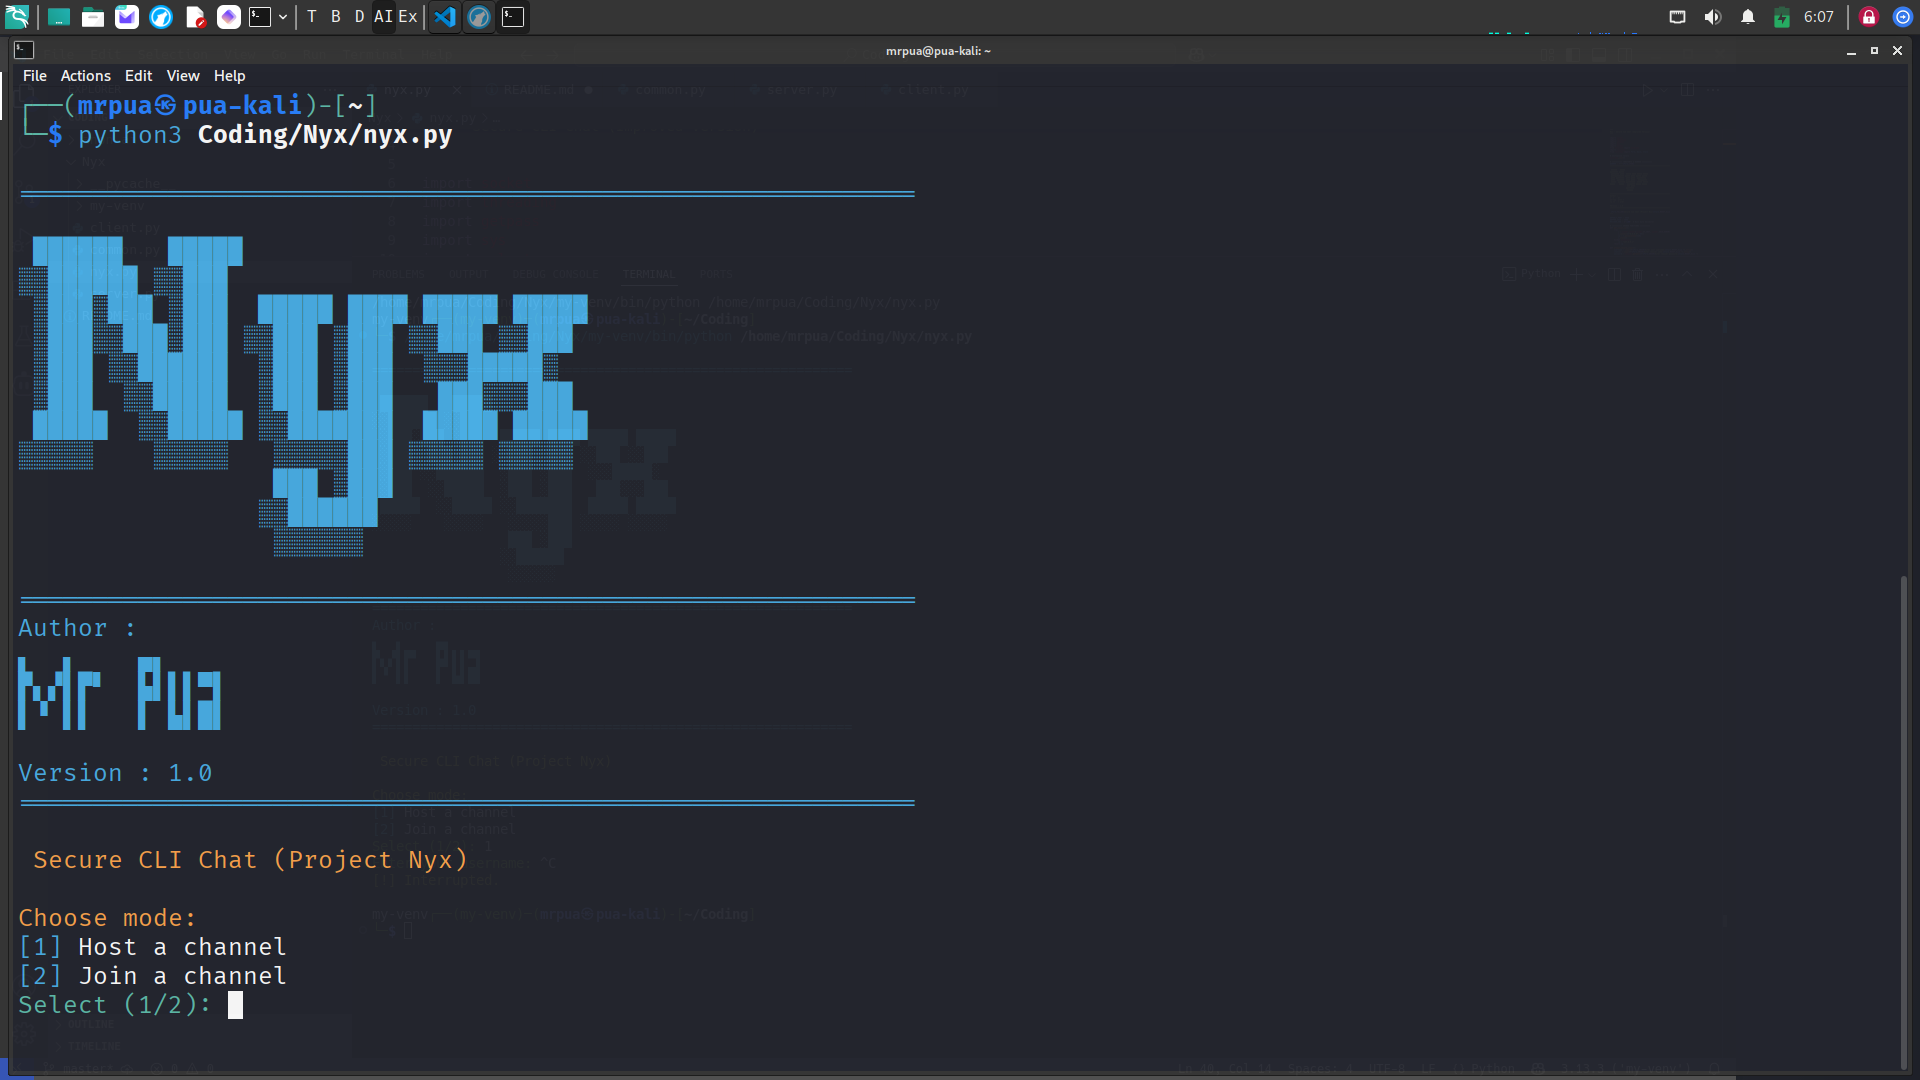 T B D AI Ex
6:07
mrpua@pua-kali: ~
File Actions Edit View Help
┌──(mrpua㉿pua-kali)-[~]
└─$ python3 Coding/Nyx/nyx.py
Nyx
Author :
Mr Pua
Version : 1.0
Secure CLI Chat (Project Nyx)
Choose mode:
[1] Host a channel
[2] Join a channel
Select (1/2):